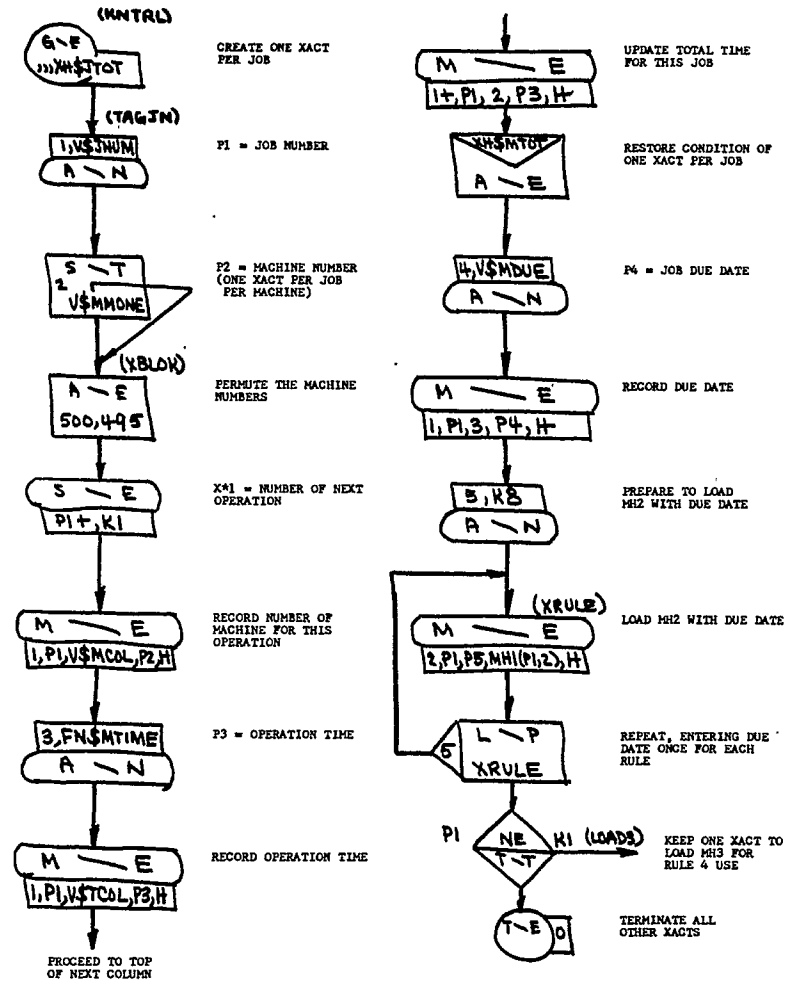 (KNTRL)
G E
,,,XH$JTOT
CREATE ONE XACT
PER JOB
(TAGJN)
1,V$JNUM
A N
P1 = JOB NUMBER
S T
2
V$MMONE
P2 = MACHINE NUMBER
(ONE XACT PER JOB
PER MACHINE)
(XBLOK)
A E
500,495
PERMUTE THE MACHINE
NUMBERS
S E
P1+,K1
X*1 = NUMBER OF NEXT
OPERATION
M E
1,P1,V$MCOL,P2,H
RECORD NUMBER OF
MACHINE FOR THIS
OPERATION
3,FN$MTIME
A N
P3 = OPERATION TIME
M E
1,P1,V$TCOL,P3,H
RECORD OPERATION TIME
PROCEED TO TOP
OF NEXT COLUMN
M E
1+,P1,2,P3,H
UPDATE TOTAL TIME
FOR THIS JOB
XH$MTOT
A E
RESTORE CONDITION OF
ONE XACT PER JOB
4,V$MDUE
A N
P4 = JOB DUE DATE
M E
1,P1,3,P4,H
RECORD DUE DATE
5,K8
A N
PREPARE TO LOAD
MH2 WITH DUE DATE
(XRULE)
M E
2,P1,P5,MH1(P1,2),H
LOAD MH2 WITH DUE DATE
L P
5
XRULE
REPEAT, ENTERING DUE
DATE ONCE FOR EACH
RULE
P1
NE
T T
K1 (LOAD3)
KEEP ONE XACT TO
LOAD MH3 FOR
RULE 4 USE
T E
0
TERMINATE ALL
OTHER XACTS